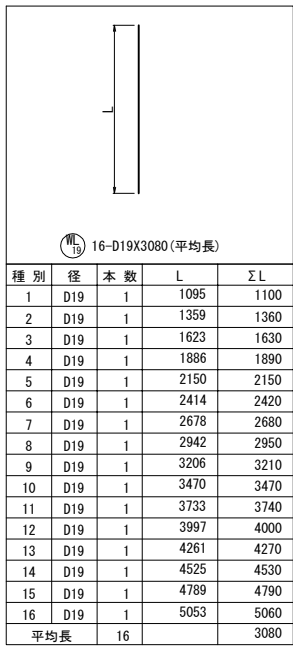 L
WL 19 16-D19X3080(平均長)
種 別 径 本 数 L ΣL
1 D19 1 1095 1100
2 D19 1 1359 1360
3 D19 1 1623 1630
4 D19 1 1886 1890
5 D19 1 2150 2150
6 D19 1 2414 2420
7 D19 1 2678 2680
8 D19 1 2942 2950
9 D19 1 3206 3210
10 D19 1 3470 3470
11 D19 1 3733 3740
12 D19 1 3997 4000
13 D19 1 4261 4270
14 D19 1 4525 4530
15 D19 1 4789 4790
16 D19 1 5053 5060
平均長 16 3080